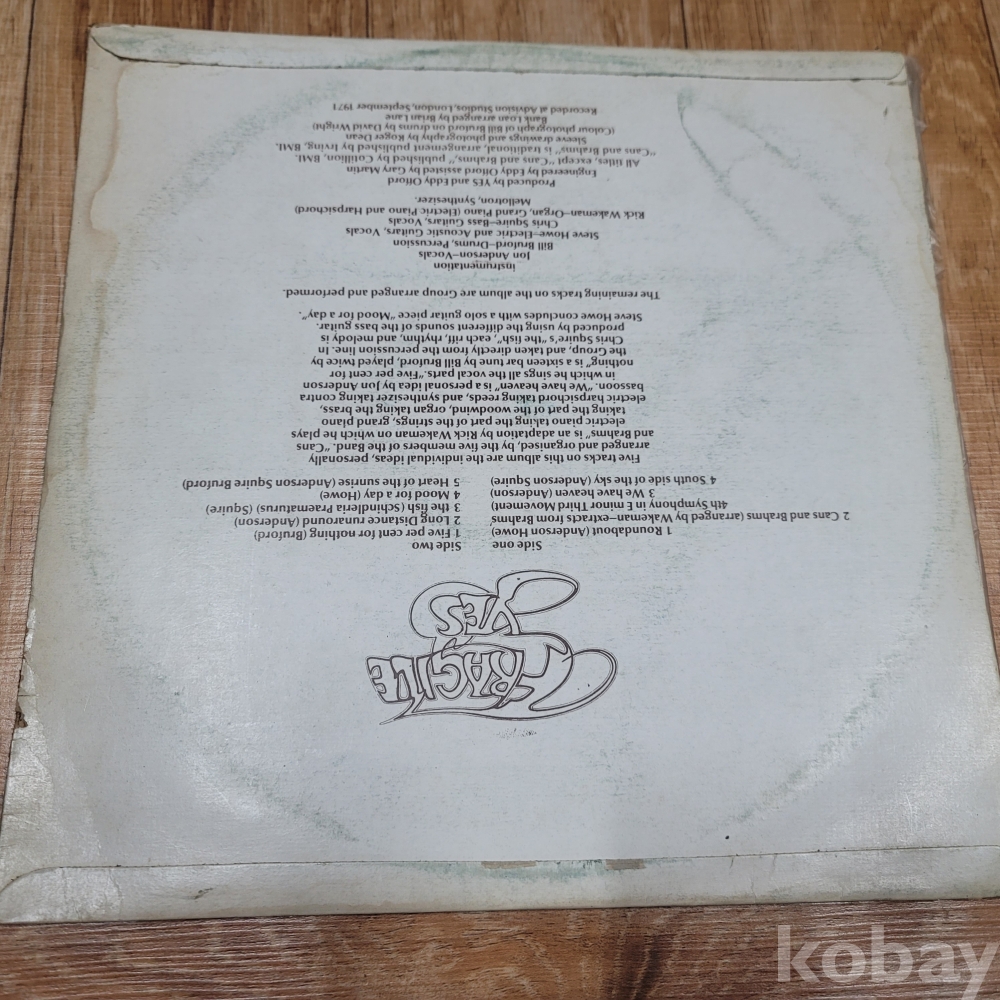 FRAGILE
YES
Side one
1 Roundabout (Anderson Howe)
2 Cans and Brahms (arranged by Wakeman–extracts from Brahms'
4th Symphony in E minor Third Movement)
3 We have heaven (Anderson)
4 South side of the sky (Anderson Squire)
Side two
1 Five per cent for nothing (Bruford)
2 Long Distance runaround (Anderson)
3 the fish (Schindleria Praematurus) (Squire)
4 Mood for a day (Howe)
5 Heart of the sunrise (Anderson Squire Bruford)
Five tracks on this album are the individual ideas, personally
arranged and organised, by the five members of the Band. "Cans
and Brahms" is an adaptation by Rick Wakeman on which he plays
electric piano taking the part of the strings, grand piano
taking the part of the woodwind, organ taking the brass,
electric harpsichord taking reeds, and synthesizer taking contra
bassoon. "We have heaven" is a personal idea by Jon Anderson
in which he sings all the vocal parts. "Five per cent for
nothing" is a sixteen bar tune by Bill Bruford, played twice by
the Group, and taken directly from the percussion line. In
Chris Squire's "the fish", each riff, rhythm, and melody is
produced by using the different sounds of the bass guitar.
Steve Howe concludes with a solo guitar piece "Mood for a day".
The remaining tracks on the album are Group arranged and performed.
instrumentation
Jon Anderson–Vocals
Bill Bruford–Drums, Percussion
Steve Howe–Electric and Acoustic Guitars, Vocals
Chris Squire–Bass Guitars, Vocals
Rick Wakeman–Organ, Grand Piano (Electric Piano and Harpsichord)
Mellotron, Synthesizer.
Produced by YES and Eddy Offord
Engineered by Eddy Offord assisted by Gary Martin
All titles, except "Cans and Brahms," published by Cotillion, BMI.
"Cans and Brahms" is traditional, arrangement published by Irving, BMI.
Sleeve drawings and photography by Roger Dean
(Colour photograph of Bill Bruford on drums by David Wright)
Bank Loan arranged by Brian Lane
Recorded at Advision Studios, London, September 1971
kobay